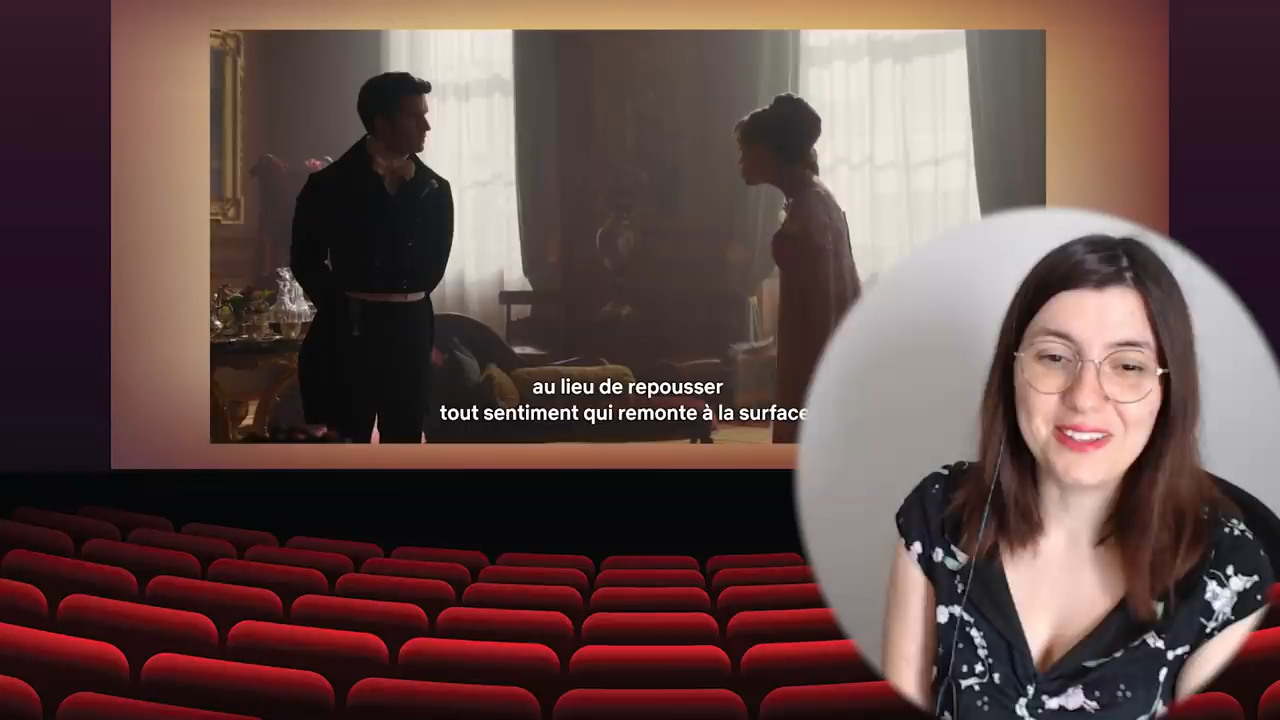 au lieu de repousser
tout sentiment qui remonte à la surface